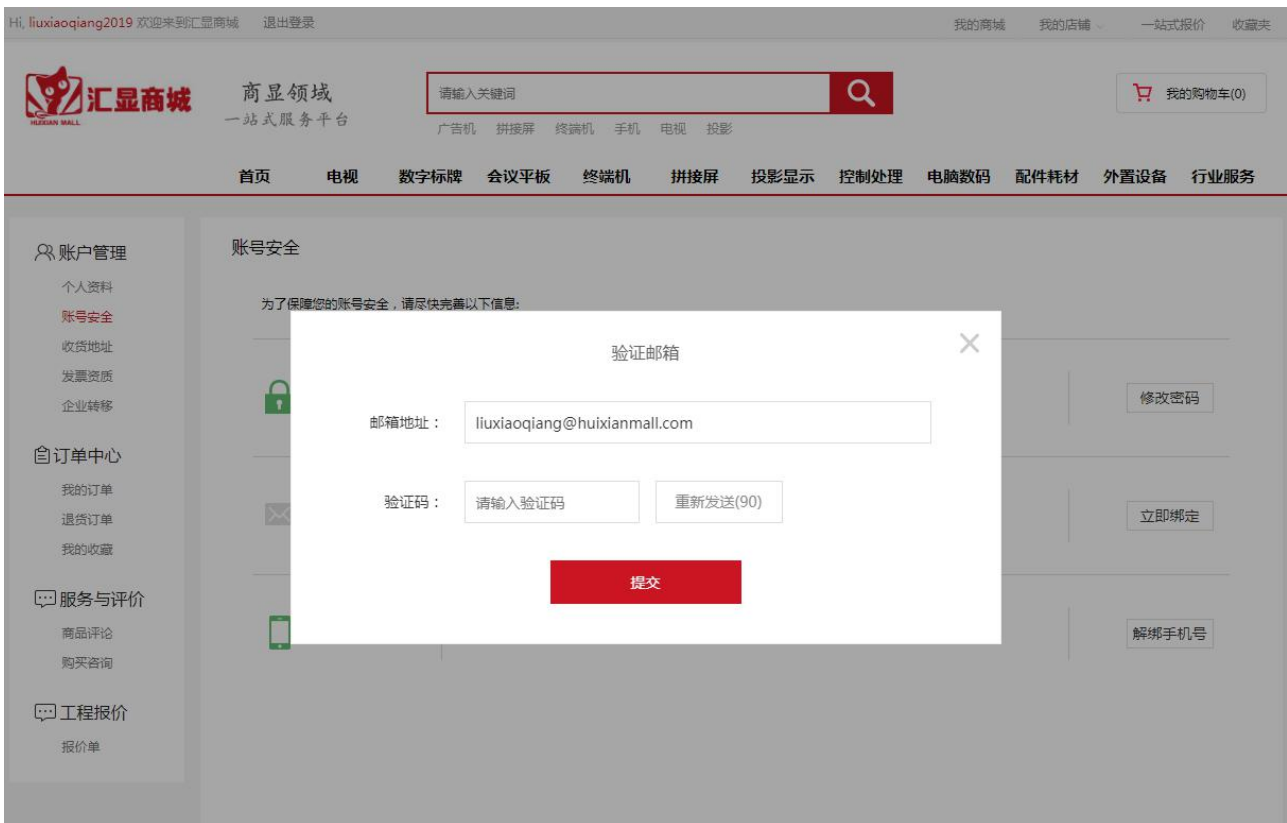 Hi, liuxiaoqiang2019 欢迎来到汇显商城 退出登录 我的商城 我的店铺 一站式报价 收藏夹
汇显商城
HUIXIAN MALL
商显领域
一站式服务平台
请输入关键词
我的购物车(0)
广告机 拼接屏 终端机 手机 电视 投影
首页 电视 数字标牌 会议平板 终端机 拼接屏 投影显示 控制处理 电脑数码 配件耗材 外置设备 行业服务
账户管理
个人资料
账号安全
收货地址
发票资质
企业转移
订单中心
我的订单
退货订单
我的收藏
服务与评价
商品评论
购买咨询
工程报价
报价单
账号安全
为了保障您的账号安全，请尽快完善以下信息:
验证邮箱
邮箱地址： liuxiaoqiang@huixianmall.com
验证码： 请输入验证码 重新发送(90)
提交
修改密码
立即绑定
解绑手机号